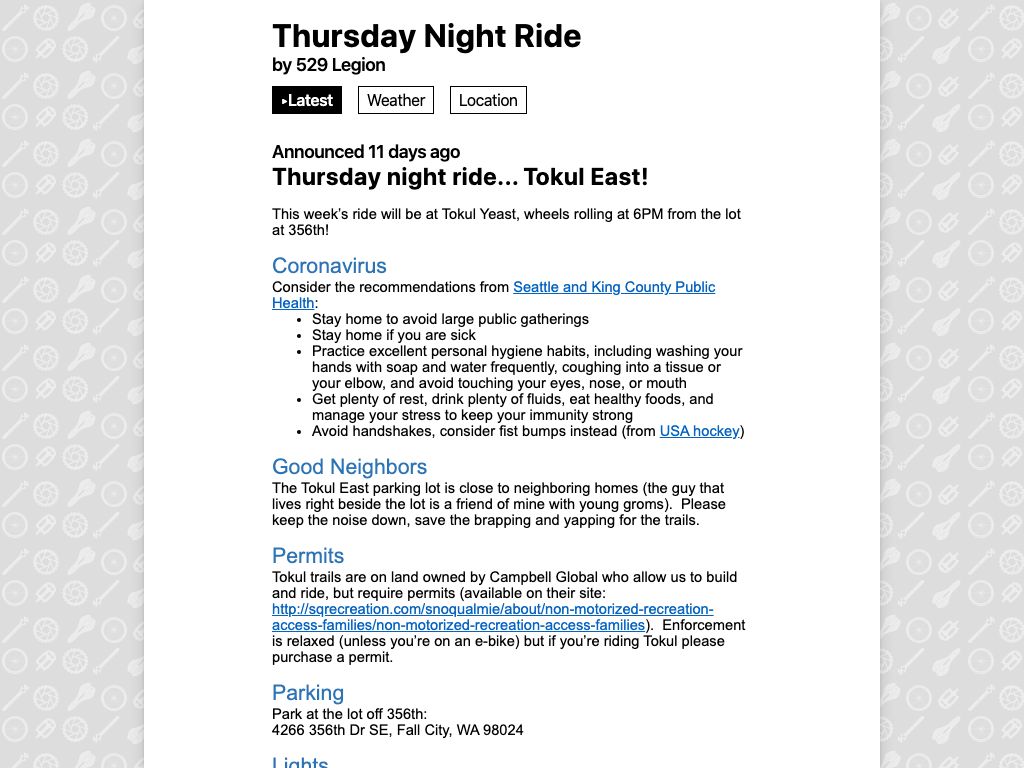 Thursday Night Ride
by 529 Legion
▸Latest
Weather
Location
Announced 11 days ago
Thursday night ride… Tokul East!
This week’s ride will be at Tokul Yeast, wheels rolling at 6PM from the lot
at 356th!
Coronavirus
Consider the recommendations from Seattle and King County Public
Health:
• Stay home to avoid large public gatherings
• Stay home if you are sick
• Practice excellent personal hygiene habits, including washing your
hands with soap and water frequently, coughing into a tissue or
your elbow, and avoid touching your eyes, nose, or mouth
• Get plenty of rest, drink plenty of fluids, eat healthy foods, and
manage your stress to keep your immunity strong
• Avoid handshakes, consider fist bumps instead (from USA hockey)
Good Neighbors
The Tokul East parking lot is close to neighboring homes (the guy that
lives right beside the lot is a friend of mine with young groms).  Please
keep the noise down, save the brapping and yapping for the trails.
Permits
Tokul trails are on land owned by Campbell Global who allow us to build
and ride, but require permits (available on their site:
http://sqrecreation.com/snoqualmie/about/non-motorized-recreation-
access-families/non-motorized-recreation-access-families).  Enforcement
is relaxed (unless you’re on an e-bike) but if you’re riding Tokul please
purchase a permit.
Parking
Park at the lot off 356th:
4266 356th Dr SE, Fall City, WA 98024
Lights